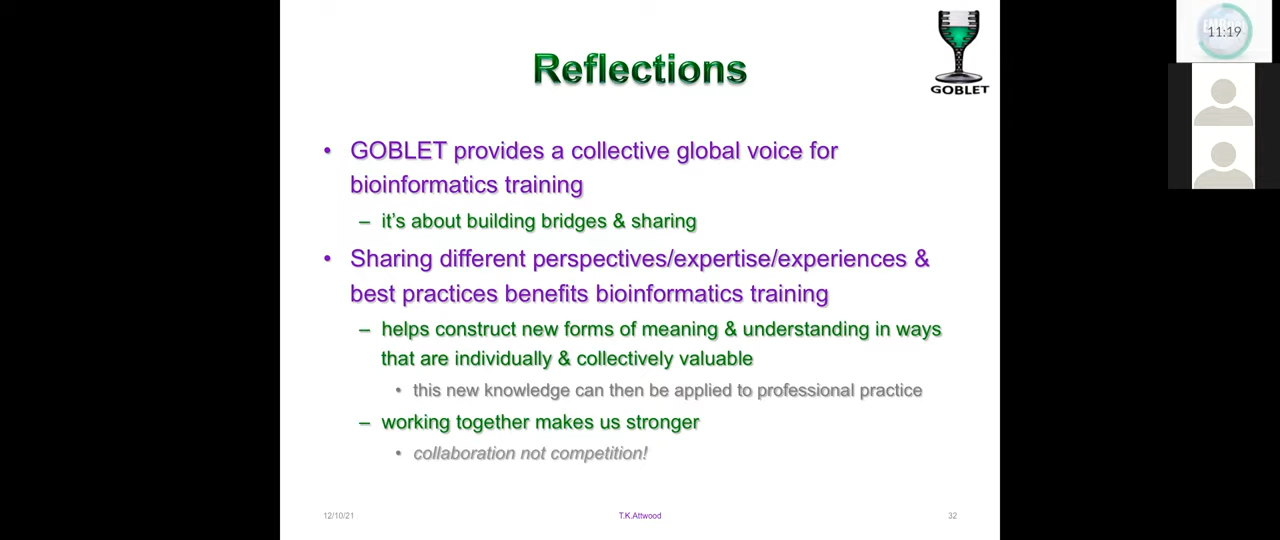 Reflections
GOBLET
11:19
• GOBLET provides a collective global voice for
bioinformatics training
– it's about building bridges & sharing
• Sharing different perspectives/expertise/experiences &
best practices benefits bioinformatics training
– helps construct new forms of meaning & understanding in ways
that are individually & collectively valuable
• this new knowledge can then be applied to professional practice
– working together makes us stronger
• collaboration not competition!
12/10/21
T.K.Attwood
32